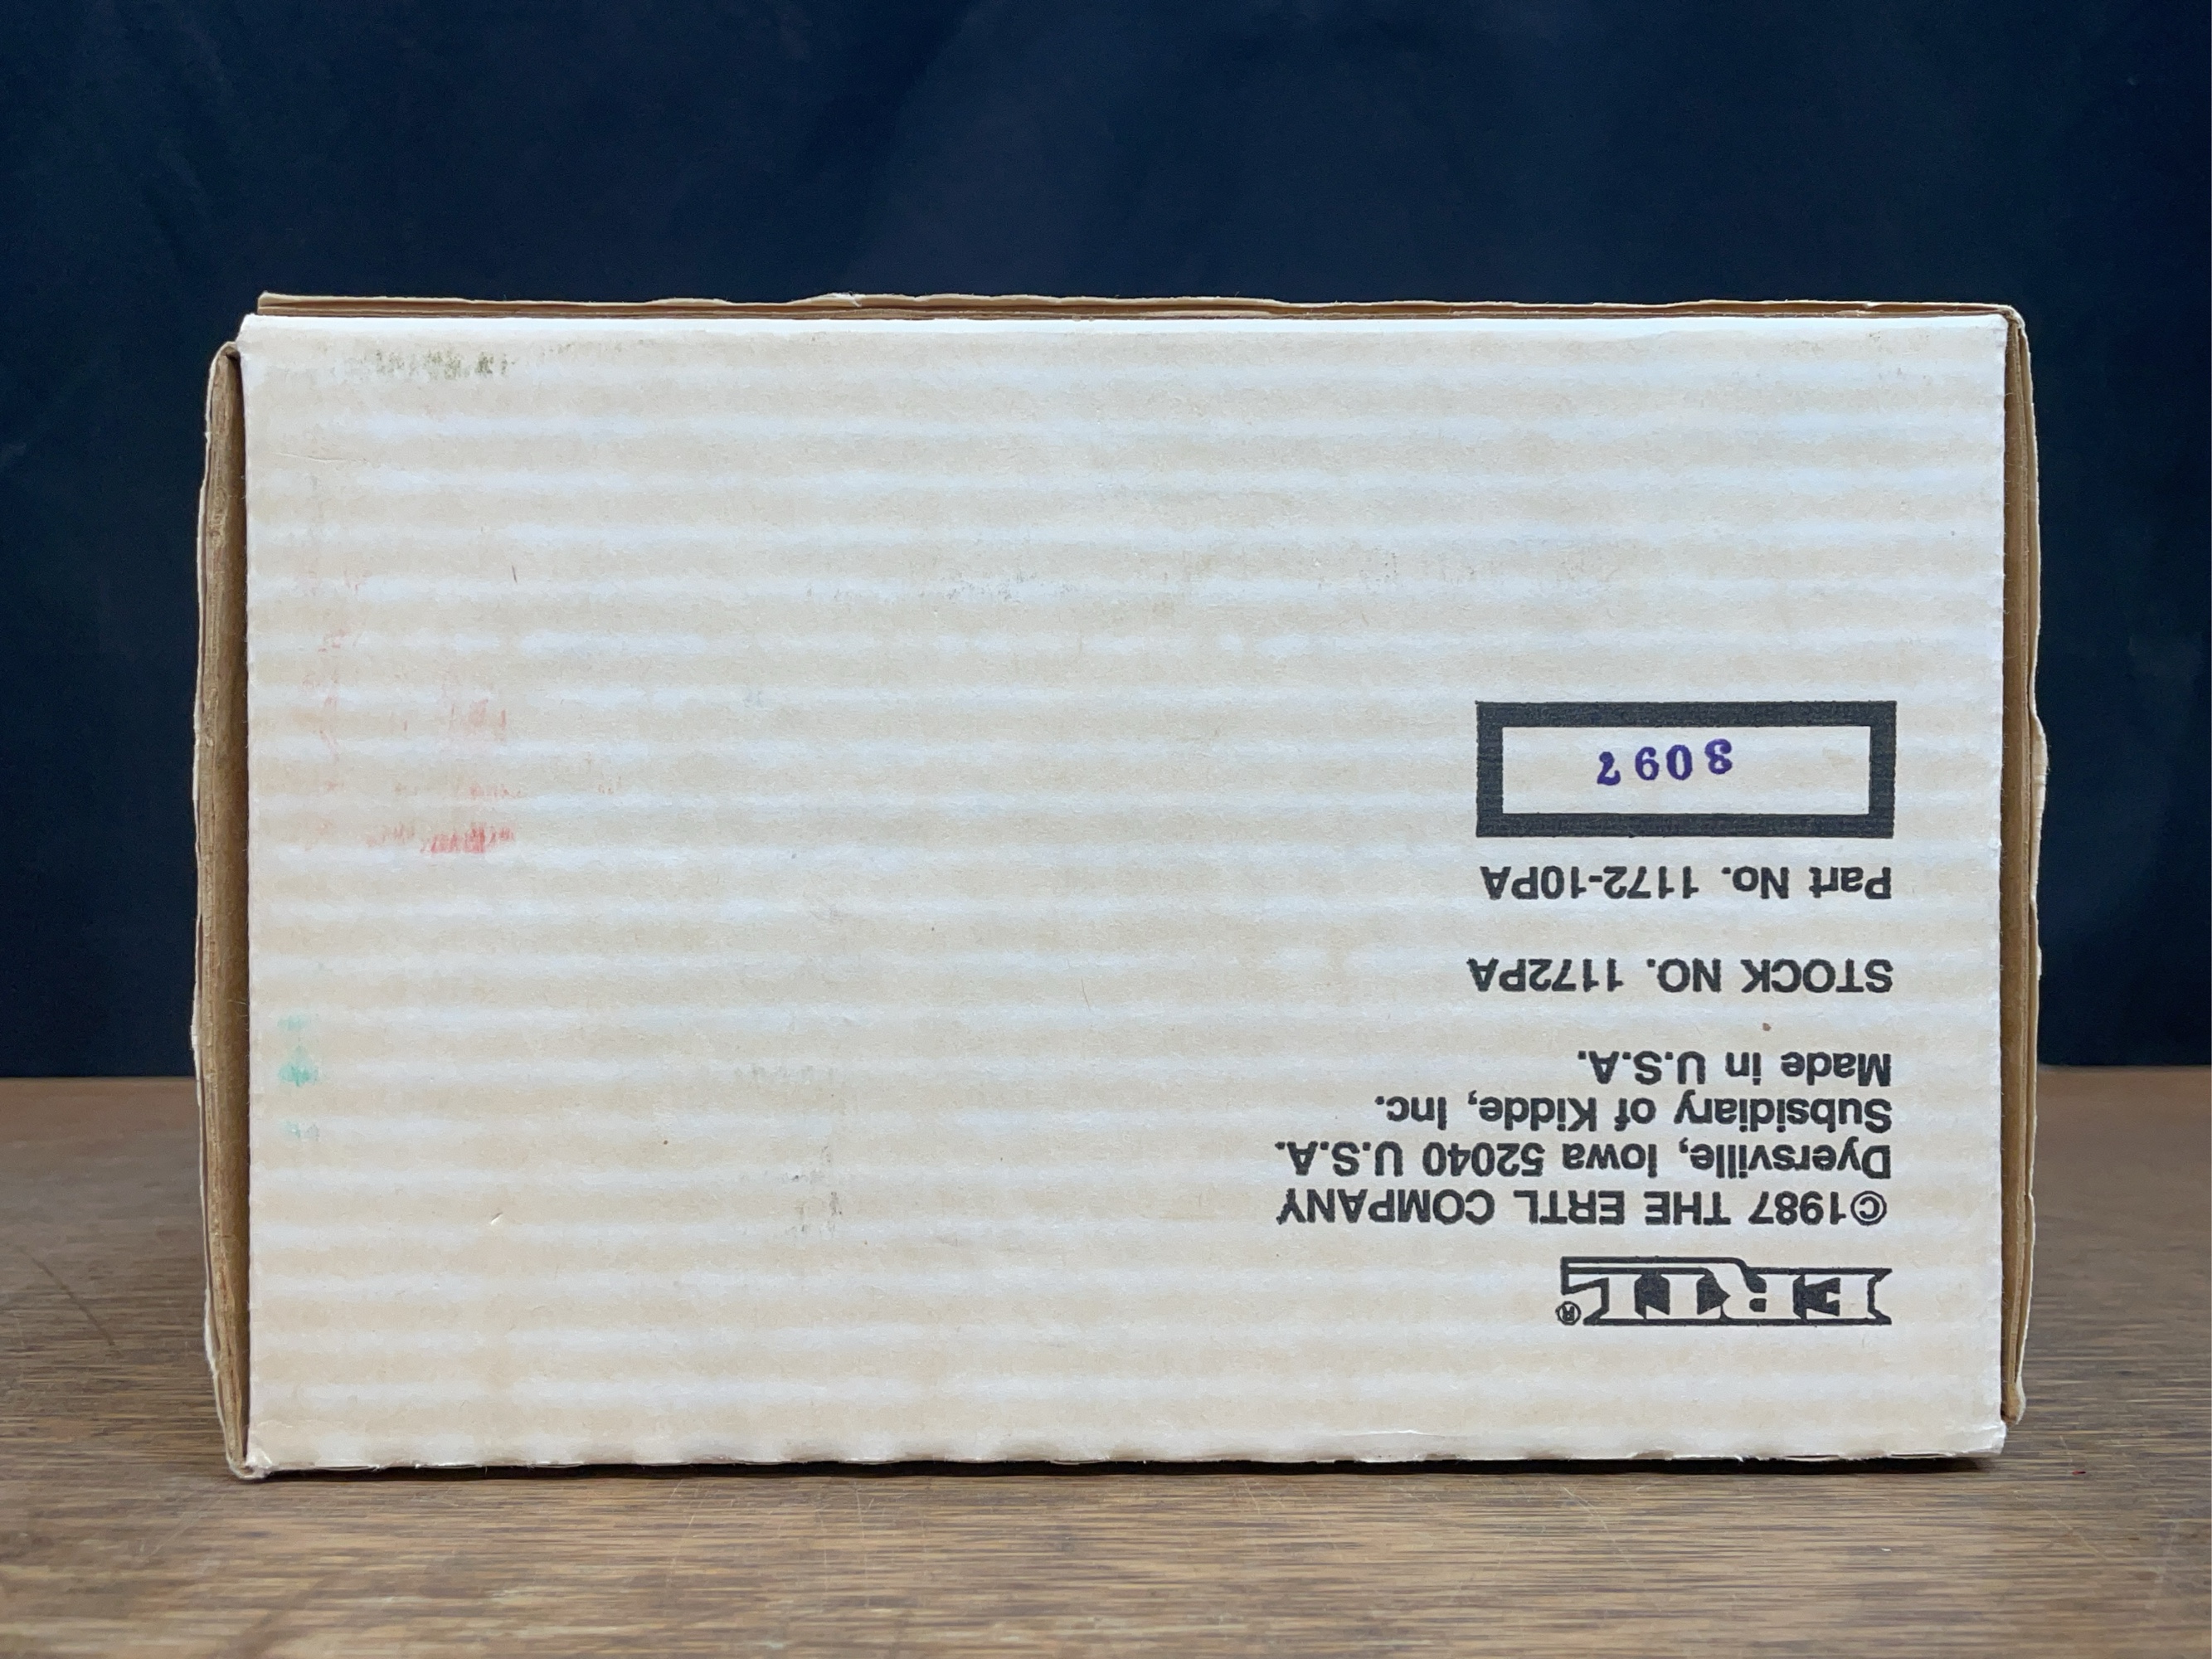 ERTL®
©1987 THE ERTL COMPANY
Dyersville, Iowa 52040 U.S.A.
Subsidiary of Kidde, Inc.
Made in U.S.A.
STOCK NO. 1172PA
Part No. 1172-10PA
3097